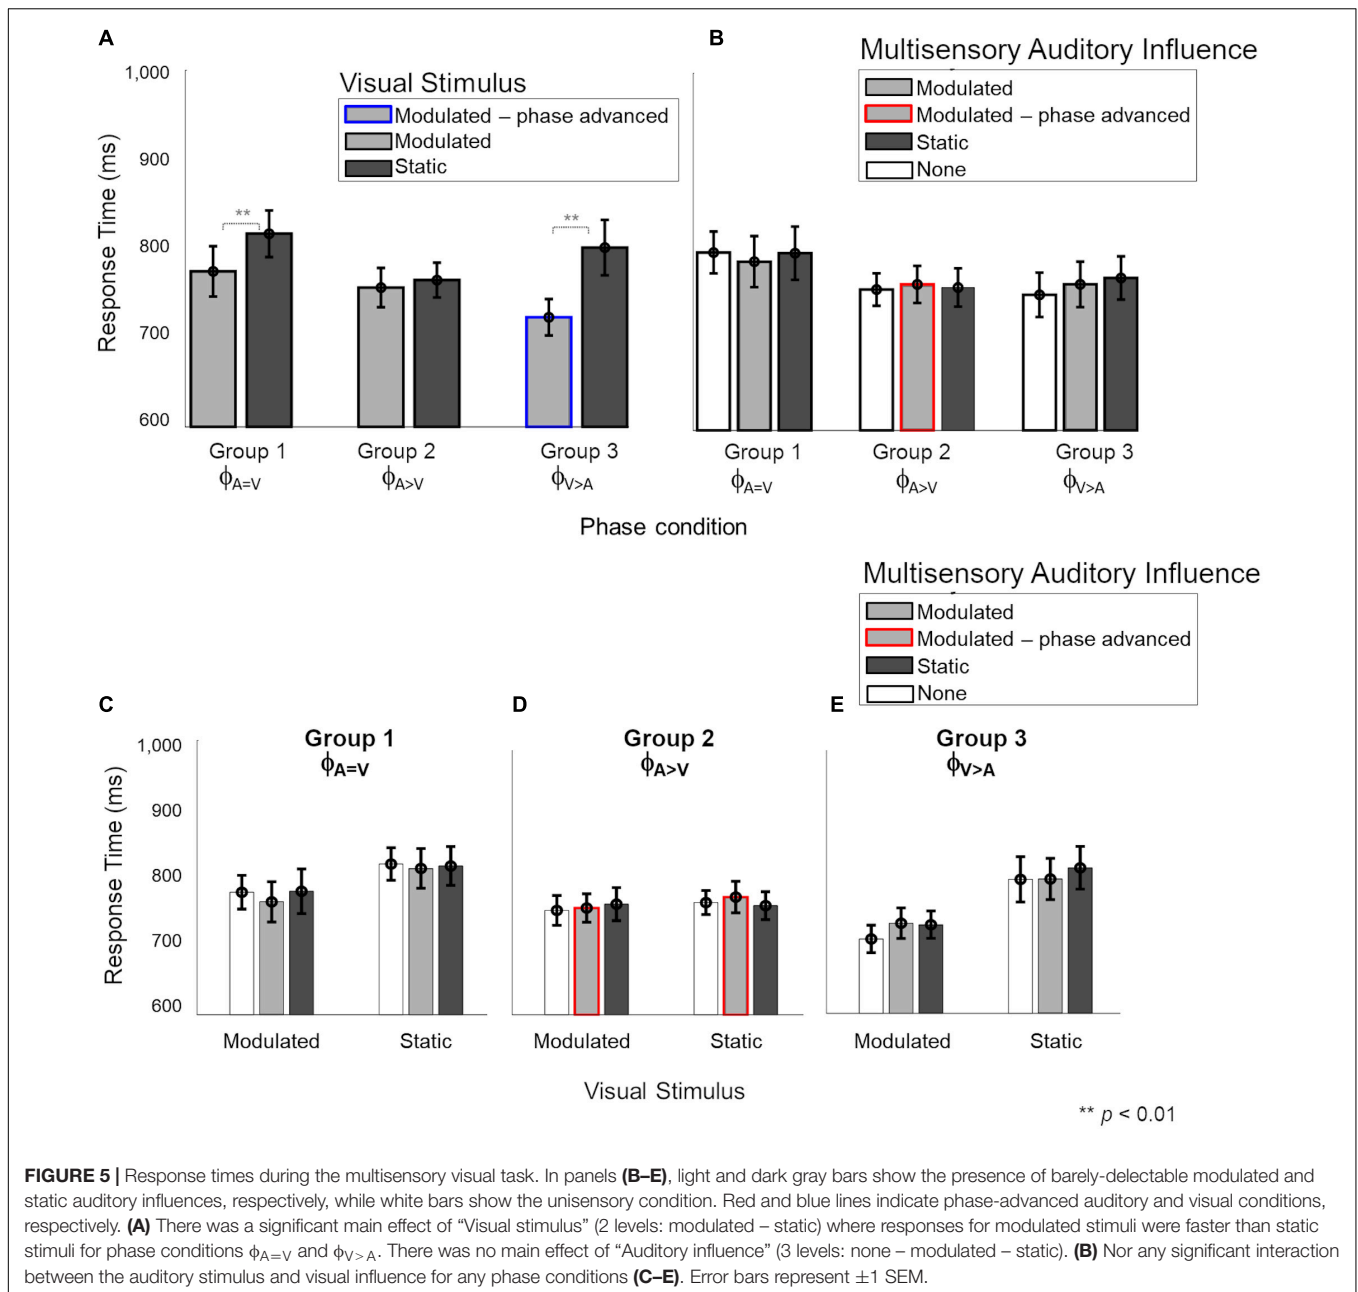 A
B
Multisensory Auditory Influence
Modulated
Modulated – phase advanced
Static
None
Visual Stimulus
Modulated – phase advanced
Modulated
Static
Response Time (ms)
1,000
900
800
700
600
**
**
Group 1
Group 2
Group 3
ϕA=V
ϕA>V
ϕV>A
Group 1
Group 2
Group 3
ϕA=V
ϕA>V
ϕV>A
Phase condition
Multisensory Auditory Influence
Modulated
Modulated – phase advanced
Static
None
C
D
E
Group 1
ϕA=V
Group 2
ϕA>V
Group 3
ϕV>A
Response Time (ms)
1,000
900
800
700
600
Modulated
Static
Modulated
Static
Modulated
Static
Visual Stimulus
** p < 0.01
FIGURE 5 | Response times during the multisensory visual task. In panels (B–E), light and dark gray bars show the presence of barely-delectable modulated and
static auditory influences, respectively, while white bars show the unisensory condition. Red and blue lines indicate phase-advanced auditory and visual conditions,
respectively. (A) There was a significant main effect of “Visual stimulus” (2 levels: modulated – static) where responses for modulated stimuli were faster than static
stimuli for phase conditions ϕA=V and ϕV>A. There was no main effect of “Auditory influence” (3 levels: none – modulated – static). (B) Nor any significant interaction
between the auditory stimulus and visual influence for any phase conditions (C–E). Error bars represent ±1 SEM.